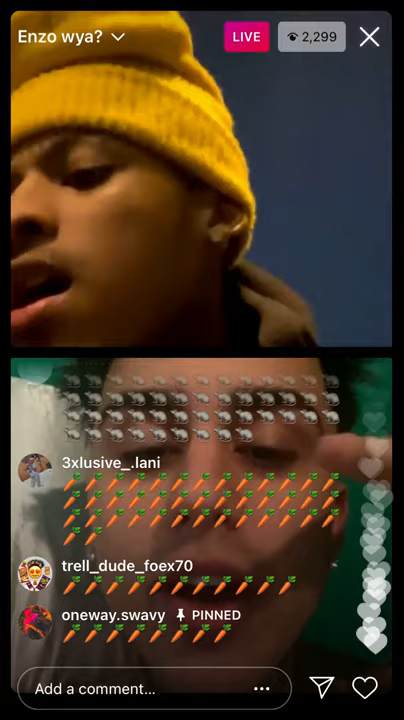 Enzo wya?
LIVE
2,299
3xlusive_.lani
trell_dude_foex70
oneway.swavy PINNED
Add a comment...